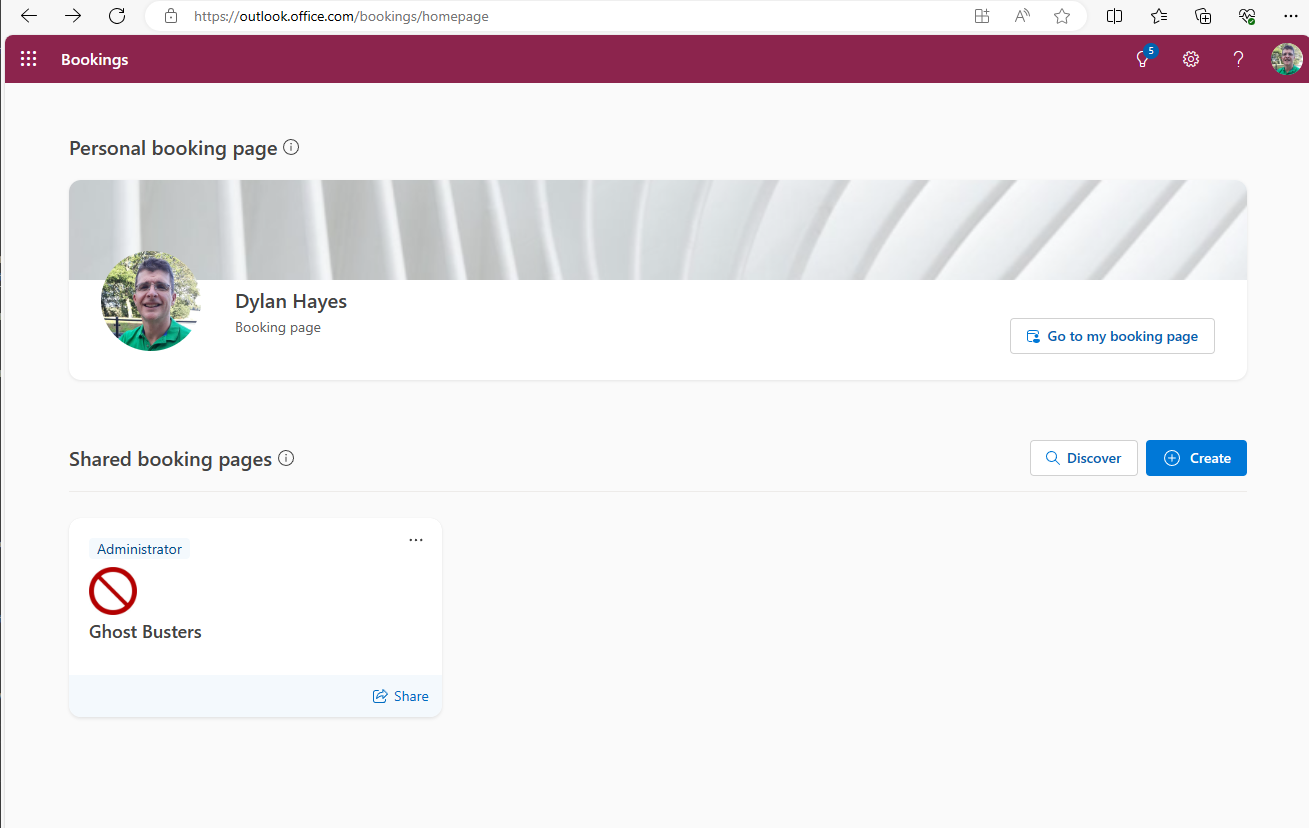 https://outlook.office.com/bookings/homepage
Bookings
5
Personal booking page
Dylan Hayes
Booking page
Go to my booking page
Shared booking pages
Discover
Create
Administrator
Ghost Busters
Share